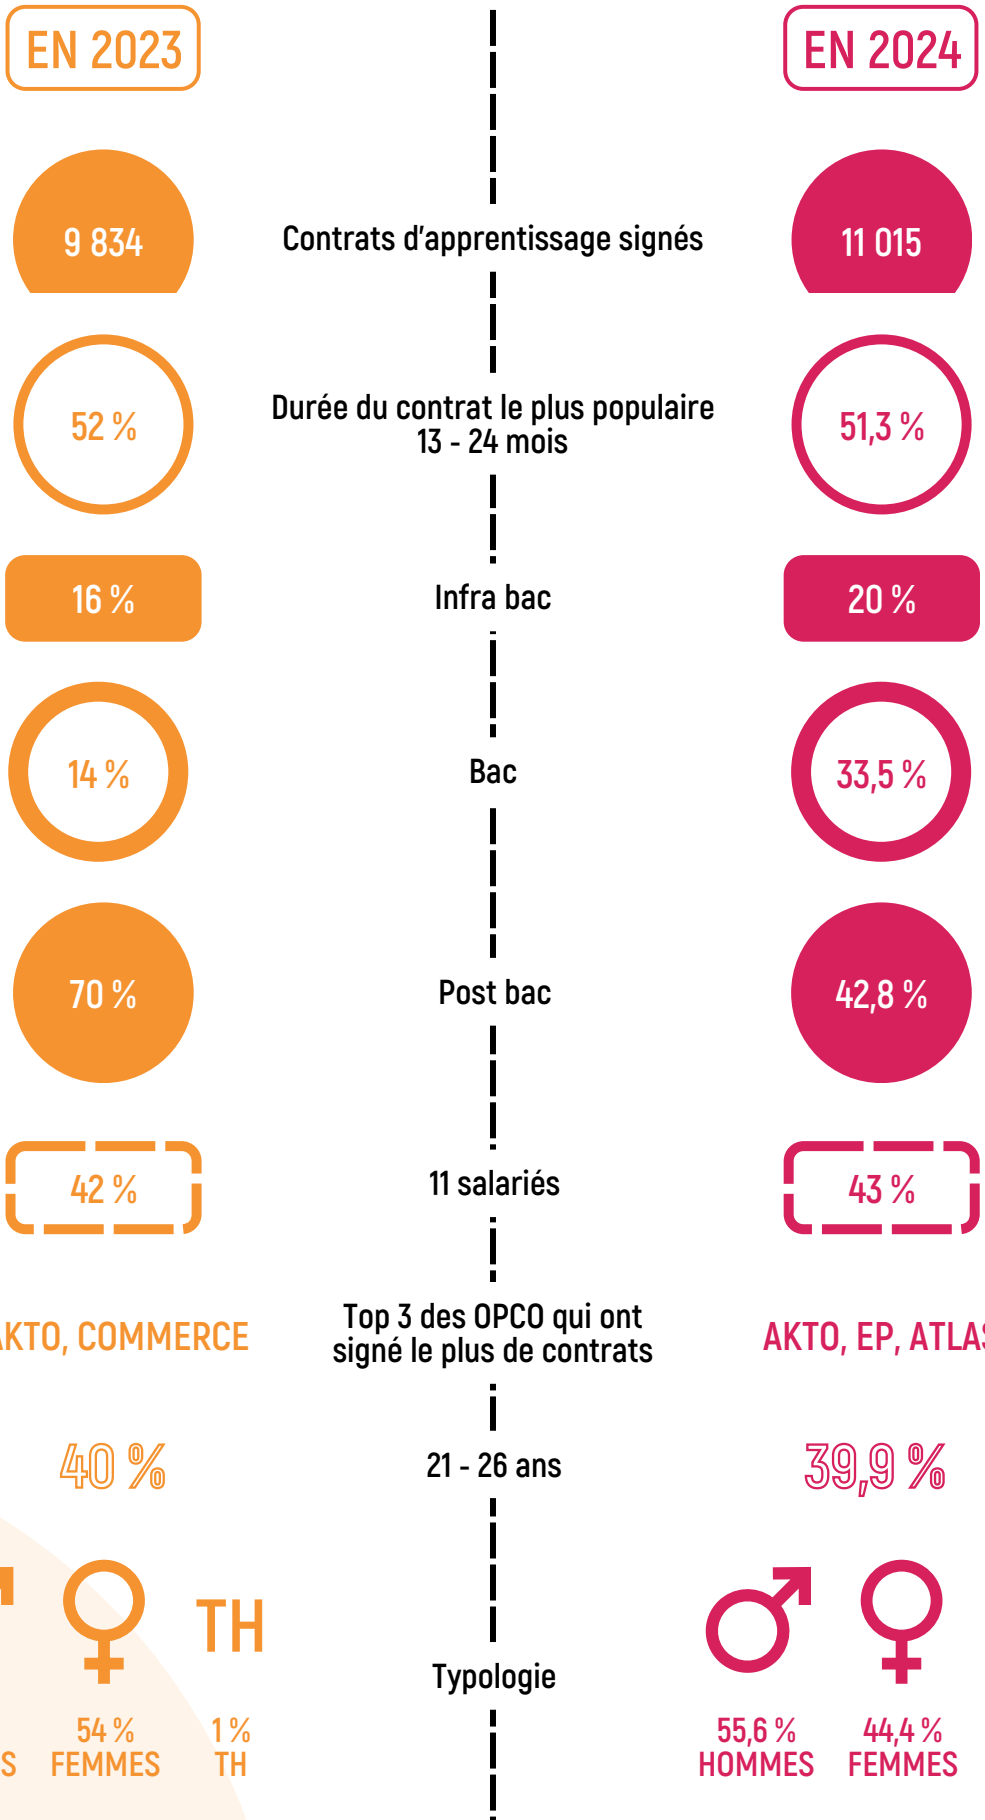 EN 2023
EN 2024
9 834
Contrats d'apprentissage signés
11 015
52 %
Durée du contrat le plus populaire
13 - 24 mois
51,3 %
16 %
Infra bac
20 %
14 %
Bac
33,5 %
70 %
Post bac
42,8 %
42 %
11 salariés
43 %
COMMERCE
Top 3 des OPCO qui ont
signé le plus de contrats
AKTO, EP,
40 %
21 - 26 ans
39,9 %
TH
Typologie
54 %
FEMMES
1 %
TH
55,6 %
HOMMES
44,4 %
FEMMES